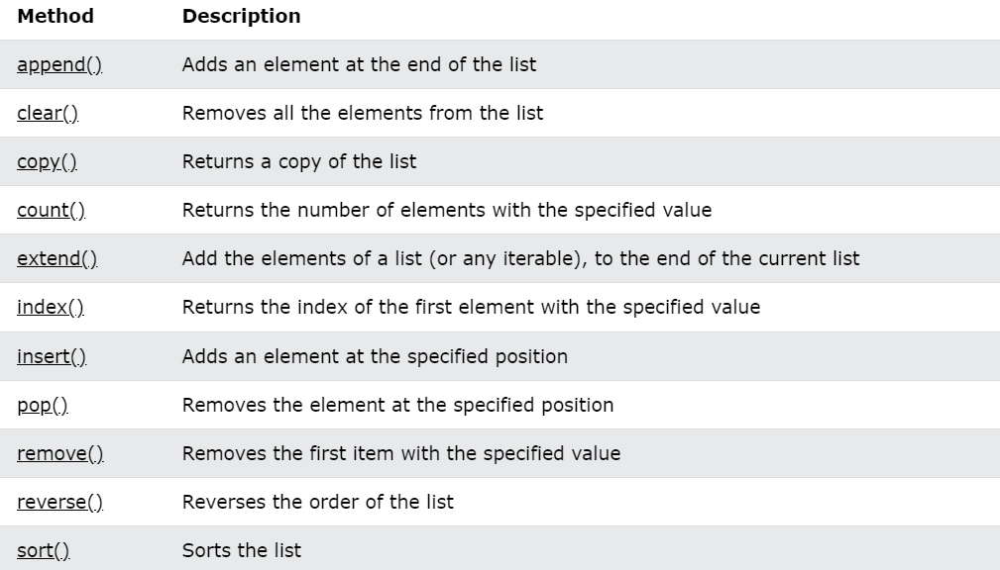 Method Description
append() Adds an element at the end of the list
clear() Removes all the elements from the list
copy() Returns a copy of the list
count() Returns the number of elements with the specified value
extend() Add the elements of a list (or any iterable), to the end of the current list
index() Returns the index of the first element with the specified value
insert() Adds an element at the specified position
pop() Removes the element at the specified position
remove() Removes the first item with the specified value
reverse() Reverses the order of the list
sort() Sorts the list